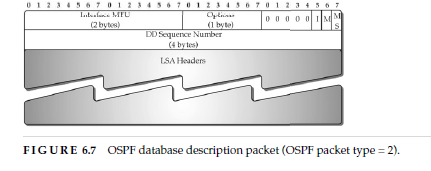 0 1 2 3 4 5 6 7 0 1 2 3 4 5 6 7 0 1 2 3 4 5 6 7 0 1 2 3 4 5 6 7
Interface MTU
(2 bytes)
Options
(1 byte)
0 0 0 0 0 I M M
S
DD Sequence Number
(4 bytes)
LSA Headers
FIGURE 6.7 OSPF database description packet (OSPF packet type = 2).